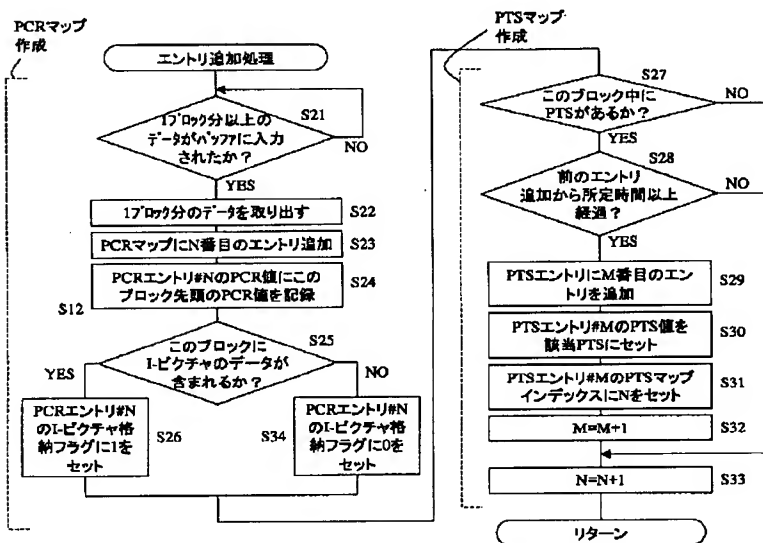 PCRマップ
作成
エントリ追加処理
S21
1ブロック分以上の
データがバッファに入力
されたか?
NO
YES
1ブロック分のデータを取り出す
S22
PCRマップにN番目のエントリ追加
S23
PCRエントリ#NのPCR値にこの
ブロック先頭のPCR値を記録
S24
S12
S25
このブロックに
I-ピクチャのデータが
含まれるか?
YES
NO
PCRエントリ#N
のI-ピクチャ格
納フラグに1を
セット
S26
S34
PCRエントリ#N
のI-ピクチャ格
納フラグに0を
セット
PTSマップ
作成
S27
このブロック中に
PTSがあるか?
NO
YES
S28
前のエントリ
追加から所定時間以上
経過?
NO
YES
PTSエントリにM番目のエント
リを追加
S29
PTSエントリ#MのPTS値を
該当PTSにセット
S30
PTSエントリ#MのPTSマップ
インデックスにNをセット
S31
M=M+1
S32
N=N+1
S33
リターン